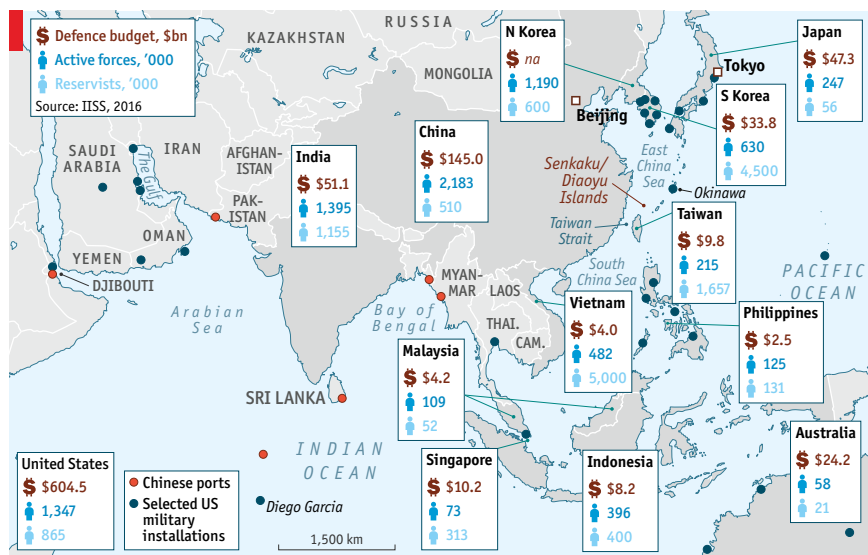 Defence budget, $bn
Active forces, ’000
Reservists, ’000
Source: IISS, 2016
RUSSIA
KAZAKHSTAN
MONGOLIA
N Korea
$ na
1,190
600
Japan
$47.3
247
56
Tokyo
Beijing
S Korea
$33.8
630
4,500
China
$145.0
2,183
510
India
$51.1
1,395
1,155
SAUDI
ARABIA
The Gulf
IRAN
AFGHAN-
ISTAN
PAK-
ISTAN
OMAN
YEMEN
DJIBOUTI
East
China
Sea
Senkaku/
Diaoyu
Islands
Okinawa
Taiwan
Strait
Taiwan
$9.8
215
1,657
South
China Sea
PACIFIC
OCEAN
Arabian
Sea
Bay of
Bengal
MYAN-
MAR
LAOS
THAI.
CAM.
Vietnam
$4.0
482
5,000
Philippines
$2.5
125
131
Malaysia
$4.2
109
52
SRI LANKA
INDIAN
OCEAN
Diego Garcia
Singapore
$10.2
73
313
Indonesia
$8.2
396
400
Australia
$24.2
58
21
United States
$604.5
1,347
865
Chinese ports
Selected US
military
installations
1,500 km